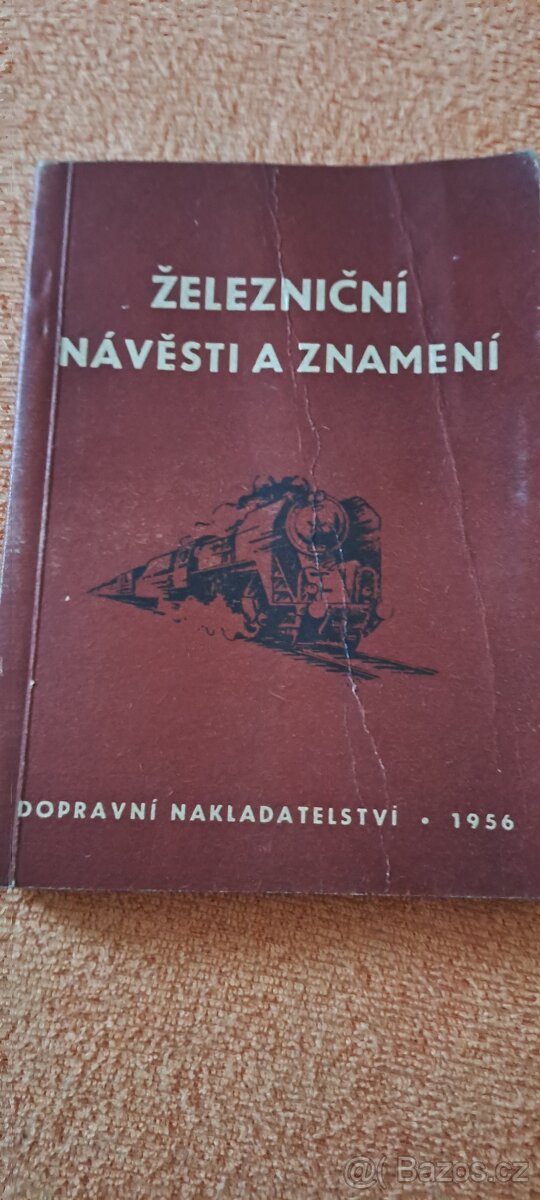 ŽELEZNIČNÍ
NÁVĚSTI A ZNAMENÍ
DOPRAVNÍ NAKLADATELSTVÍ • 1956
@( Bazos.cz